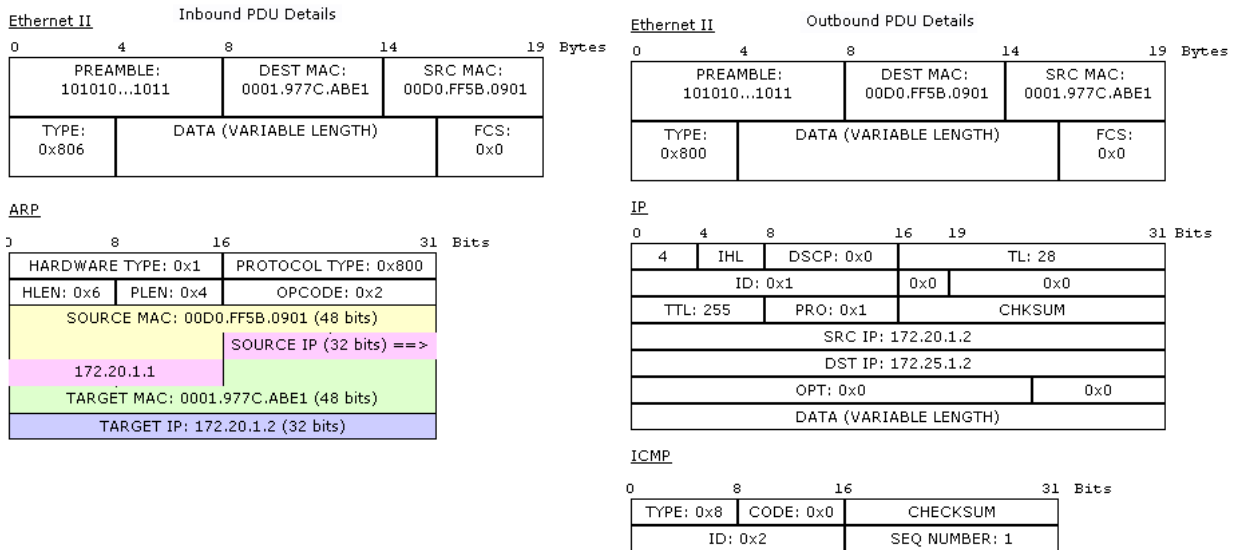 Inbound PDU Details
Ethernet II
0 4 8 14 19 Bytes
PREAMBLE: 101010...1011
DEST MAC: 0001.977C.ABE1
SRC MAC: 00D0.FF5B.0901
TYPE: 0x806
DATA (VARIABLE LENGTH)
FCS: 0x0
ARP
0 8 16 31 Bits
HARDWARE TYPE: 0x1
PROTOCOL TYPE: 0x800
HLEN: 0x6
PLEN: 0x4
OPCODE: 0x2
SOURCE MAC: 00D0.FF5B.0901 (48 bits)
SOURCE IP (32 bits) ==>
172.20.1.1
TARGET MAC: 0001.977C.ABE1 (48 bits)
TARGET IP: 172.20.1.2 (32 bits)
Outbound PDU Details
Ethernet II
0 4 8 14 19 Bytes
PREAMBLE: 101010...1011
DEST MAC: 00D0.FF5B.0901
SRC MAC: 0001.977C.ABE1
TYPE: 0x800
DATA (VARIABLE LENGTH)
FCS: 0x0
IP
0 4 8 16 19 31 Bits
4
IHL
DSCP: 0x0
TL: 28
ID: 0x1
0x0
0x0
TTL: 255
PRO: 0x1
CHKSUM
SRC IP: 172.20.1.2
DST IP: 172.25.1.2
OPT: 0x0
0x0
DATA (VARIABLE LENGTH)
ICMP
0 8 16 31 Bits
TYPE: 0x8
CODE: 0x0
CHECKSUM
ID: 0x2
SEQ NUMBER: 1